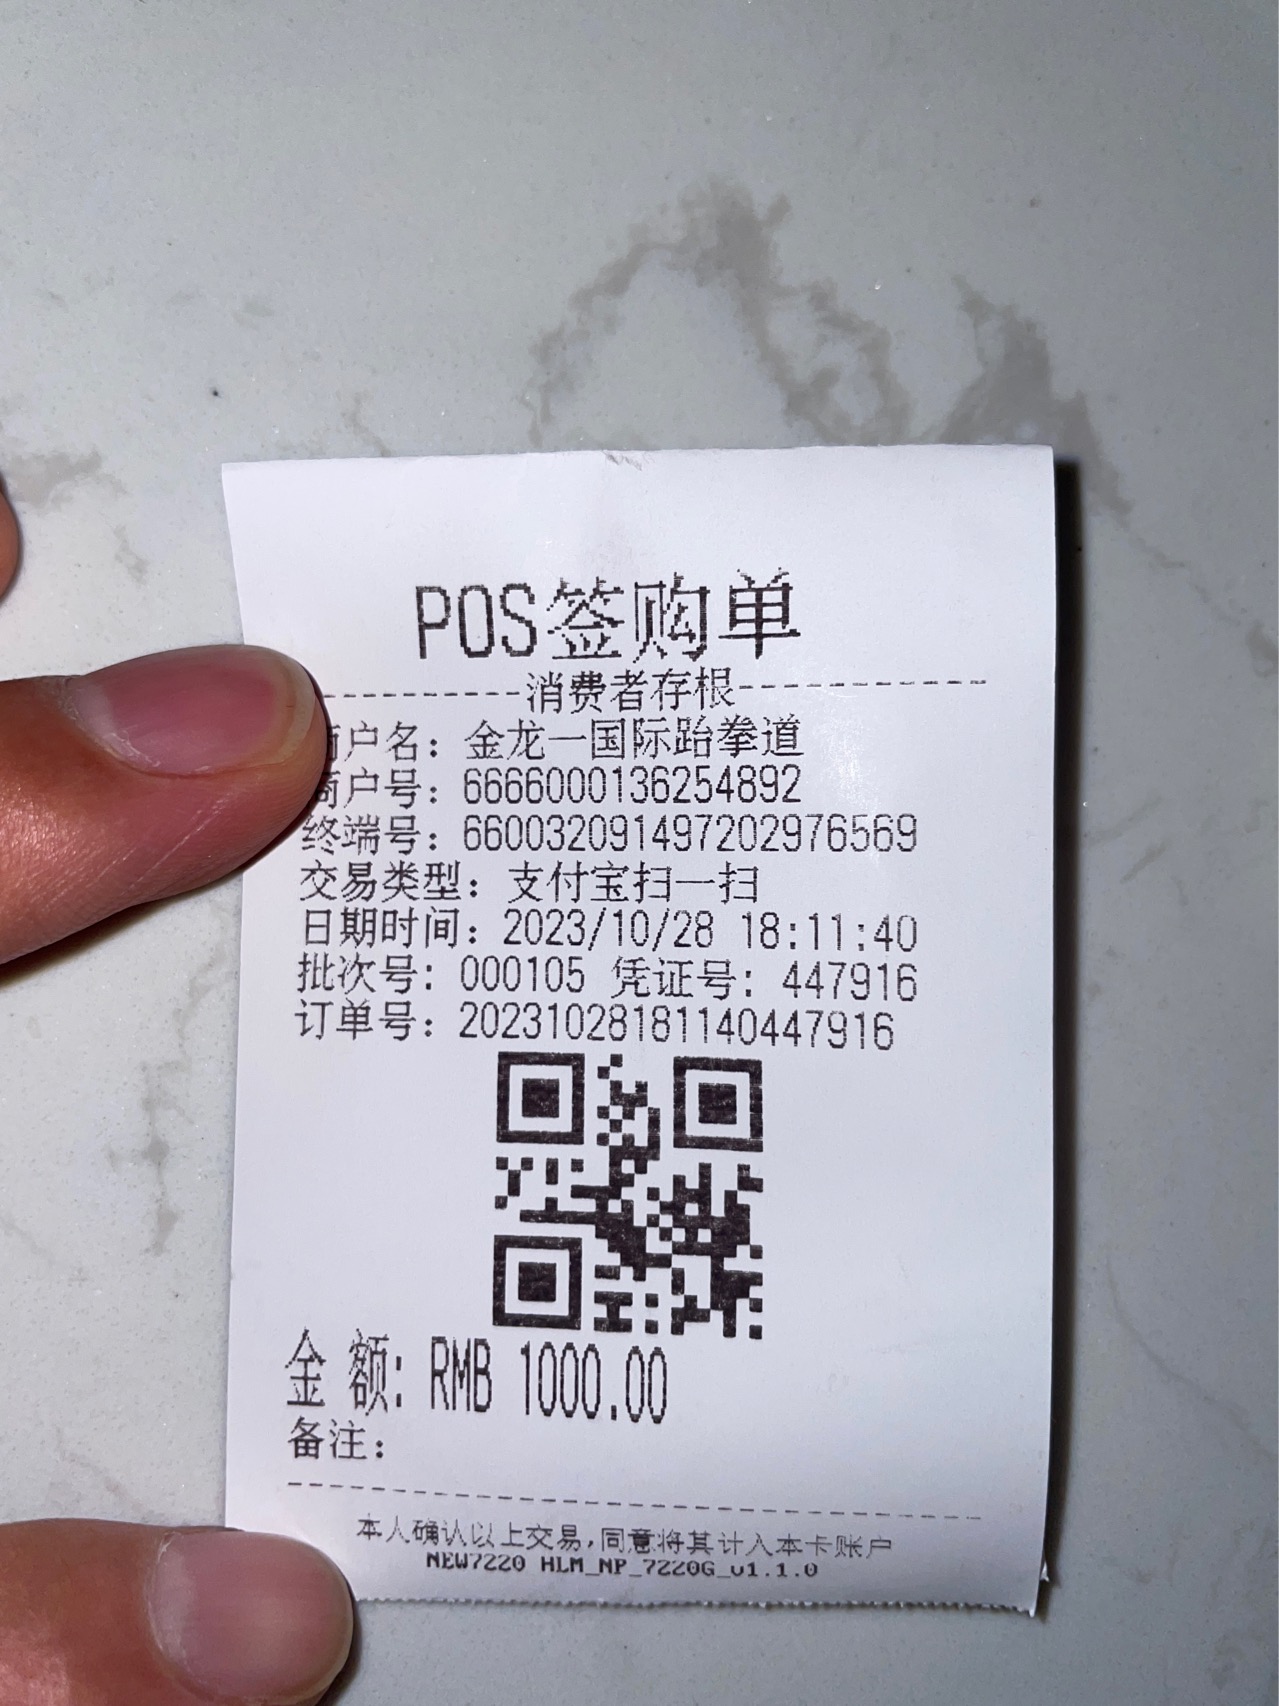 POS签购单
消费者存根
商户名：金龙一国际跆拳道
商户号：6666000136254892
终端号：660032091497202976569
交易类型：支付宝扫一扫
日期时间：2023/10/28 18:11:40
批次号：000105 凭证号：447916
订单号：20231028181140447916
金 额：RMB 1000.00
备注：
本人确认以上交易,同意将其计入本卡账户
NEW7220 HLM_NP_7220G_v1.1.0